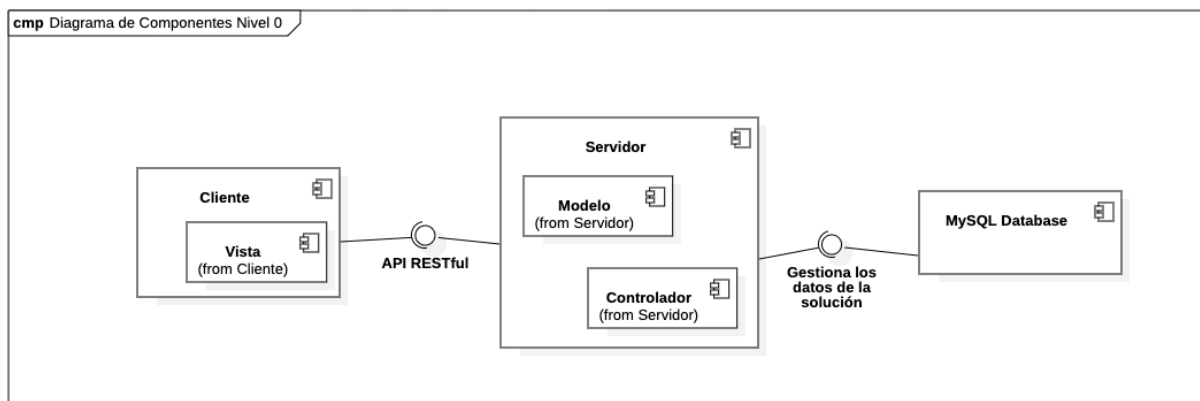 cmp Diagrama de Componentes Nivel 0
Cliente
Vista
(from Cliente)
API RESTful
Servidor
Modelo
(from Servidor)
Controlador
(from Servidor)
Gestiona los
datos de la
solución
MySQL Database